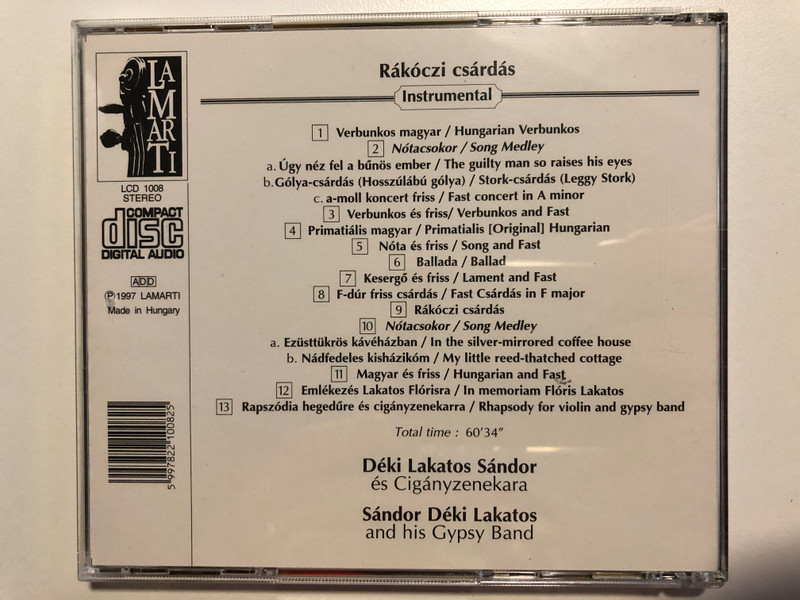 LA
MAR
TI
LCD 1008
STEREO
COMPACT
disc
DIGITAL AUDIO
ADD
Ⓟ1997 LAMARTI
Made in Hungary
5 997822 100825
Rákóczi csárdás
Instrumental
1 Verbunkos magyar / Hungarian Verbunkos
2 Nótacsokor / Song Medley
a. Úgy néz fel a bűnös ember / The guilty man so raises his eyes
b. Gólya-csárdás (Hosszúlábú gólya) / Stork-csárdás (Leggy Stork)
c. a-moll koncert friss / Fast concert in A minor
3 Verbunkos és friss/ Verbunkos and Fast
4 Primatiális magyar / Primatialis [Original] Hungarian
5 Nóta és friss / Song and Fast
6 Ballada / Ballad
7 Kesergő és friss / Lament and Fast
8 F-dúr friss csárdás / Fast Csárdás in F major
9 Rákóczi csárdás
10 Nótacsokor / Song Medley
a. Ezüsttükrös kávéházban / In the silver-mirrored coffee house
b. Nádfedeles kisházikóm / My little reed-thatched cottage
11 Magyar és friss / Hungarian and Fast
12 Emlékezés Lakatos Flórisra / In memoriam Flóris Lakatos
13 Rapszódia hegedűre és cigányzenekarra / Rhapsody for violin and gypsy band
Total time : 60'34"
Déki Lakatos Sándor
és Cigányzenekara
Sándor Déki Lakatos
and his Gypsy Band